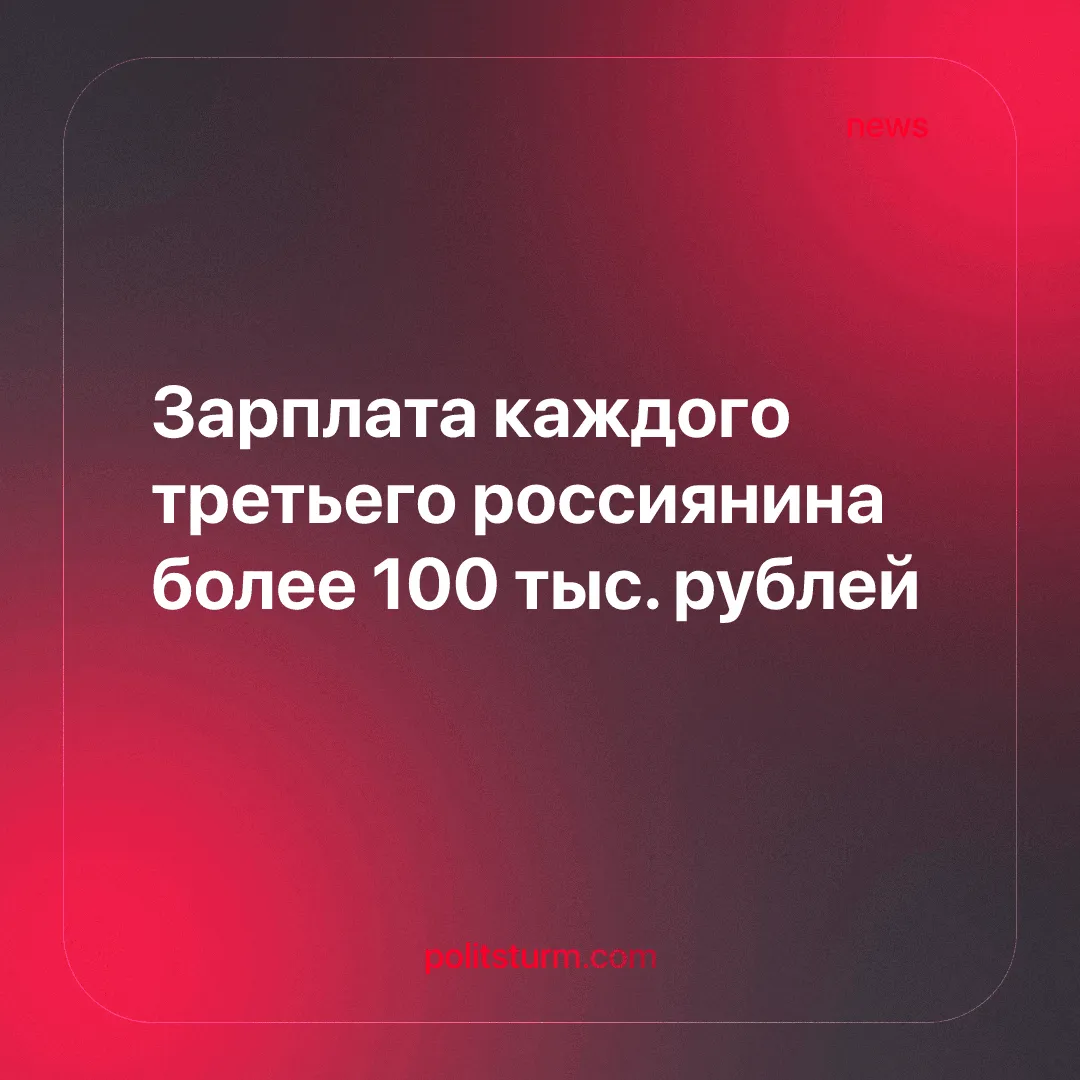 news
Зарплата каждого
третьего россиянина
более 100 тыс. рублей
politsturm.com